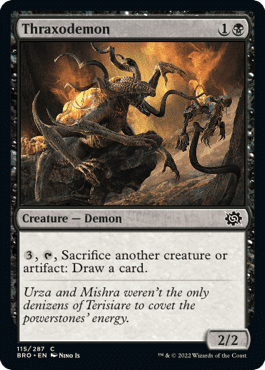 Thraxodemon 1
Creature — Demon
3, Sacrifice another creature or
artifact: Draw a card.
Urza and Mishra weren't the only
denizens of Terisiare to covet the
powerstones' energy.
2/2
115/287 C
BRO • EN Nino Is
™ & © 2022 Wizards of the Coast